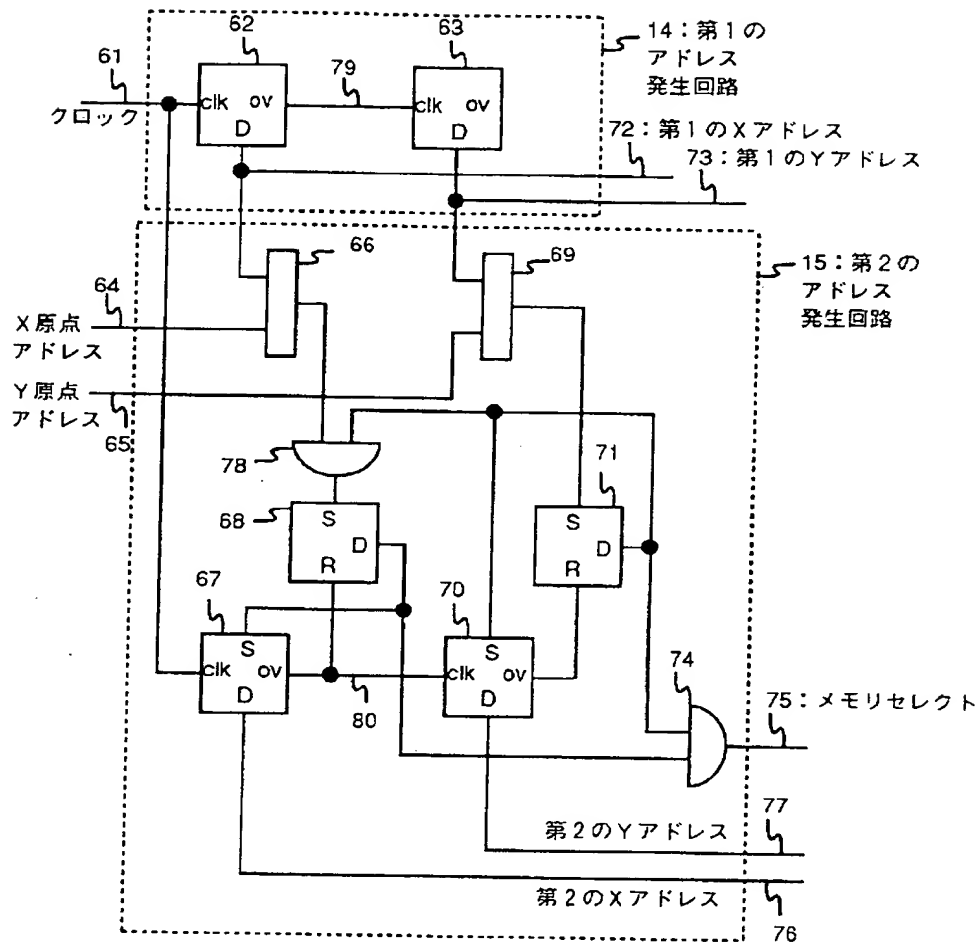 62
63
14：第１の
アドレス
発生回路
61
クロック
clk
ov
D
79
clk
ov
D
72：第１のＸアドレス
73：第１のＹアドレス
66
69
15：第２の
アドレス
発生回路
64
Ｘ原点
アドレス
Ｙ原点
アドレス
65
78
71
68
S
D
R
S
D
R
67
70
S
clk
ov
D
80
S
clk
ov
D
74
75：メモリセレクト
第２のＹアドレス
77
第２のＸアドレス
76